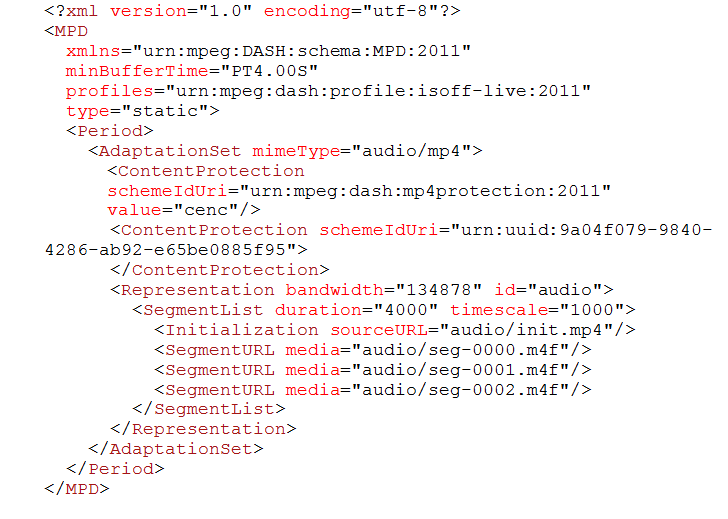 <?xml version="1.0" encoding="utf-8"?>
<MPD
xmlns="urn:mpeg:DASH:schema:MPD:2011"
minBufferTime="PT4.00S"
profiles="urn:mpeg:dash:profile:isoff-live:2011"
type="static">
<Period>
<AdaptationSet mimeType="audio/mp4">
<ContentProtection
schemeIdUri="urn:mpeg:dash:mp4protection:2011"
value="cenc"/>
<ContentProtection schemeIdUri="urn:uuid:9a04f079-9840-
4286-ab92-e65be0885f95">
</ContentProtection>
<Representation bandwidth="134878" id="audio">
<SegmentList duration="4000" timescale="1000">
<Initialization sourceURL="audio/init.mp4"/>
<SegmentURL media="audio/seg-0000.m4f"/>
<SegmentURL media="audio/seg-0001.m4f"/>
<SegmentURL media="audio/seg-0002.m4f"/>
</SegmentList>
</Representation>
</AdaptationSet>
</Period>
</MPD>